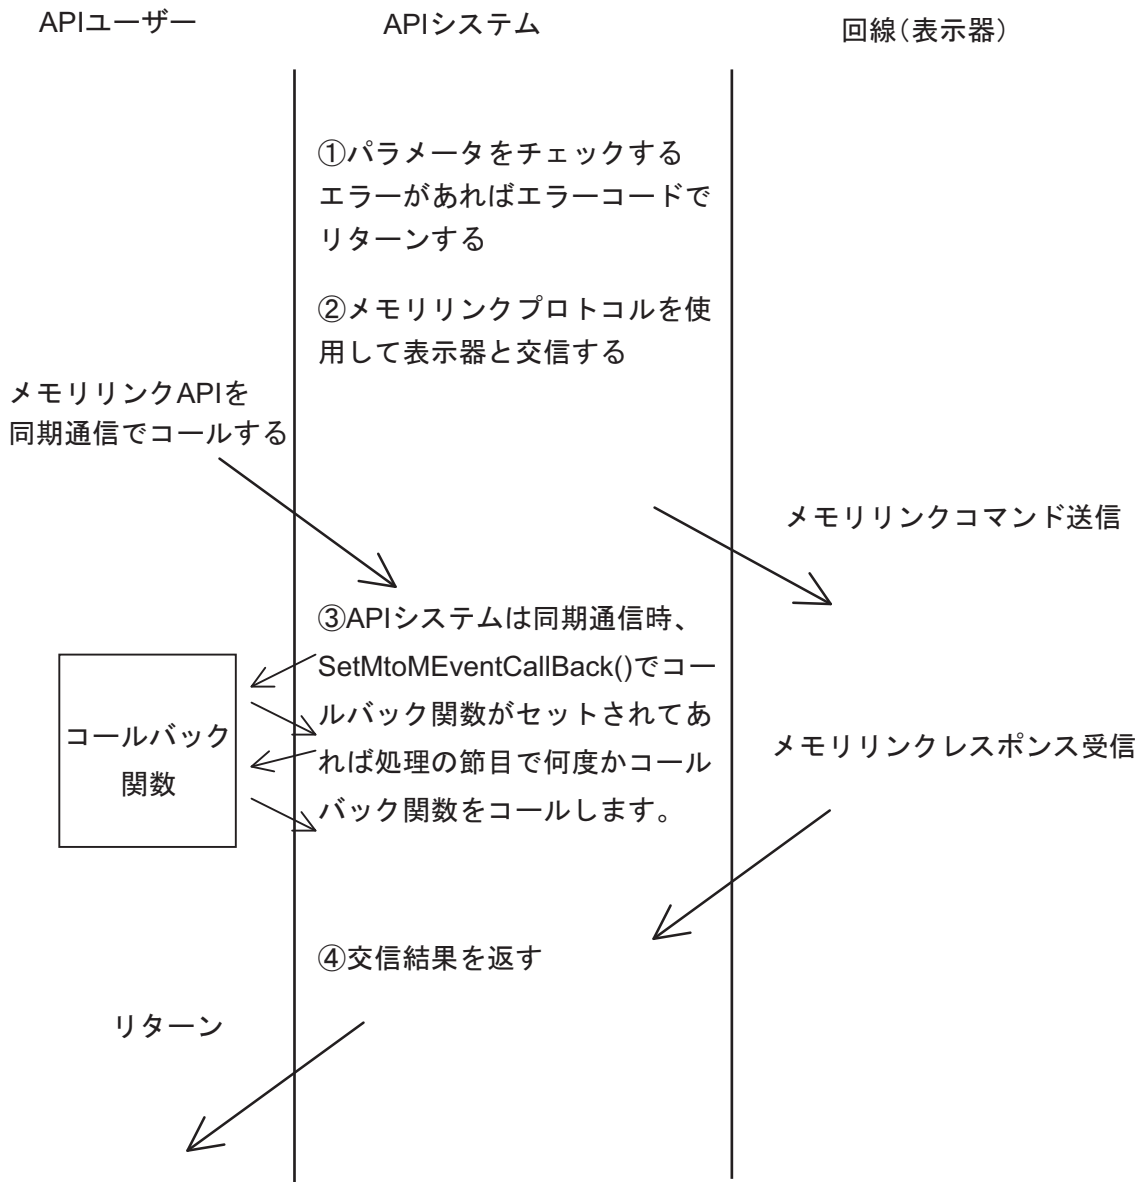 APIユーザー
APIシステム
回線(表示器)
①パラメータをチェックする
エラーがあればエラーコードで
リターンする
②メモリリンクプロトコルを使
用して表示器と交信する
メモリリンクAPIを
同期通信でコールする
メモリリンクコマンド送信
③APIシステムは同期通信時、
SetMtoMEventCallBack()でコー
ルバック関数がセットされてあ
れば処理の節目で何度かコール
バック関数をコールします。
コールバック
関数
メモリリンクレスポンス受信
④交信結果を返す
リターン